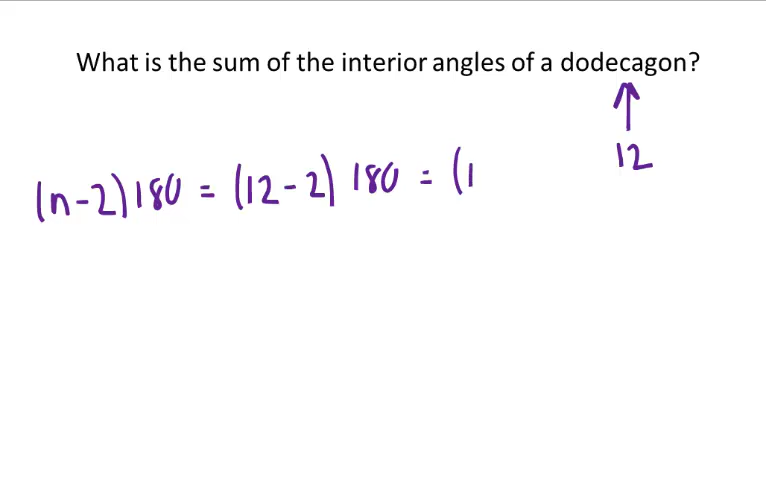 What is the sum of the interior angles of a dodecagon?
12
(n-2)180 = (12-2) 180 = (1